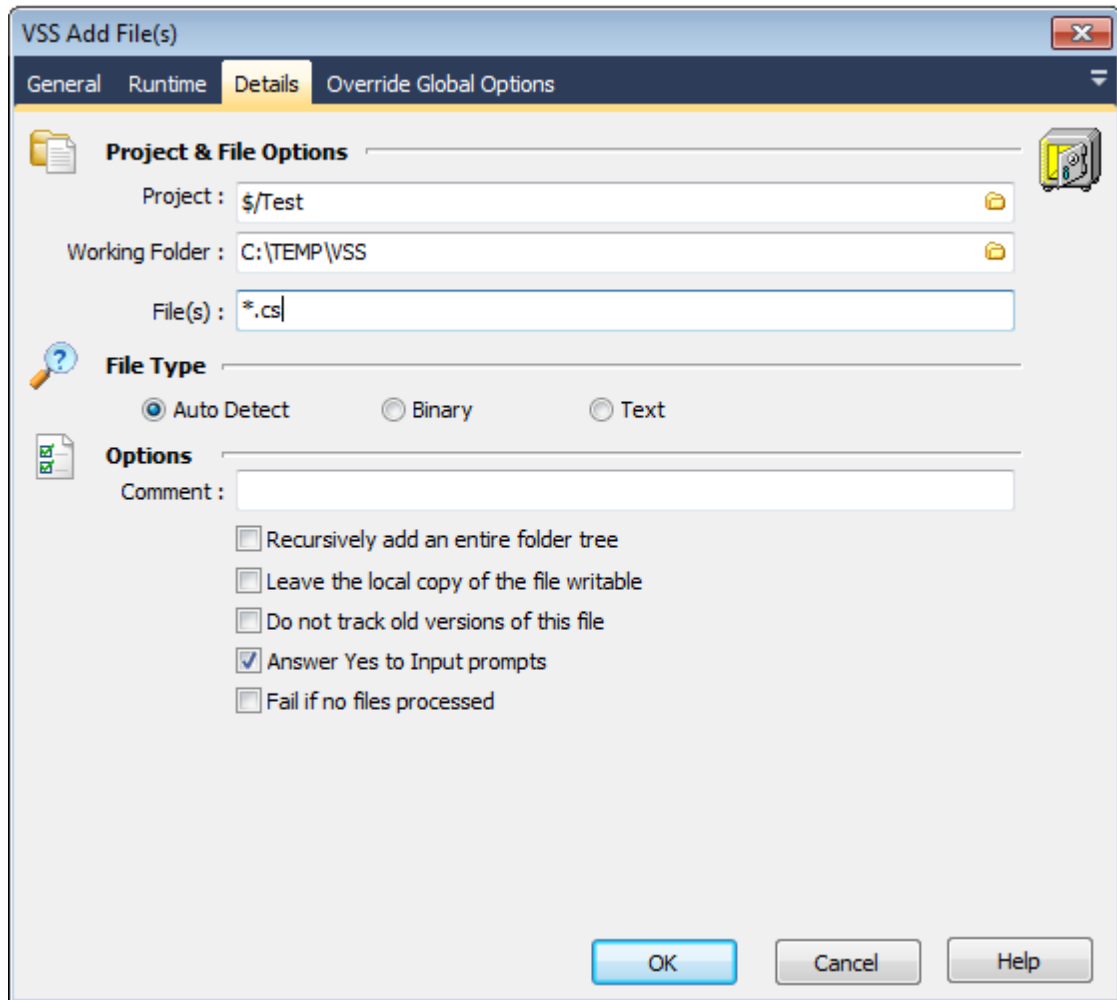 VSS Add File(s)
General Runtime Details Override Global Options
Project & File Options
Project : $/Test
Working Folder : C:\TEMP\VSS
File(s) : *.cs
File Type
Auto Detect Binary Text
Options
Comment :
Recursively add an entire folder tree
Leave the local copy of the file writable
Do not track old versions of this file
Answer Yes to Input prompts
Fail if no files processed
OK Cancel Help